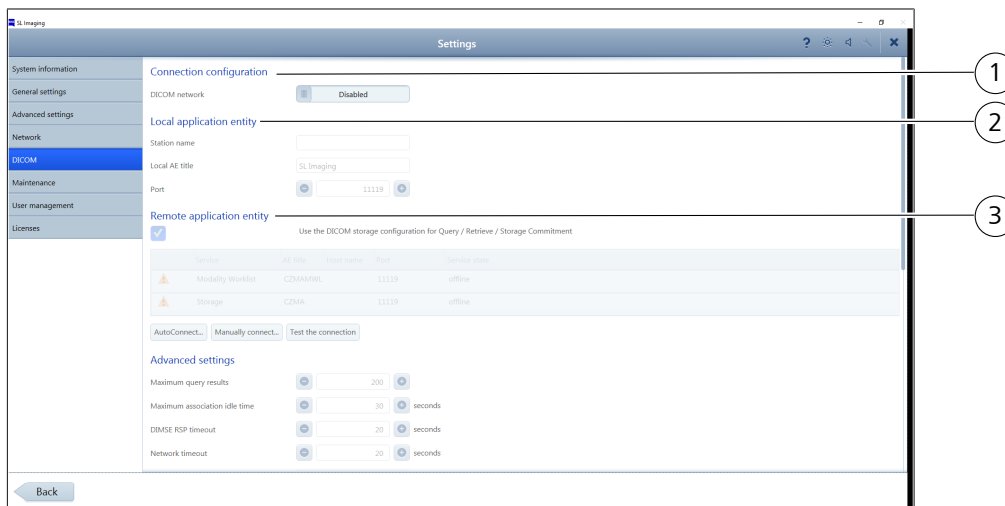 SL Imaging
Settings
System information
General settings
Advanced settings
Network
DICOM
Maintenance
User management
Licenses
Connection configuration
1
DICOM network
Disabled
Local application entity
2
Station name
Local AE title
SL Imaging
Port
11119
Remote application entity
3
Use the DICOM storage configuration for Query / Retrieve / Storage Commitment
Service AE title Host name Port Service state
Modality Worklist CZMAMWL 11119 offline
Storage CZMA 11119 offline
AutoConnect... Manually connect... Test the connection
Advanced settings
Maximum query results 200
Maximum association idle time 30 seconds
DIMSE RSP timeout 20 seconds
Network timeout 20 seconds
Back